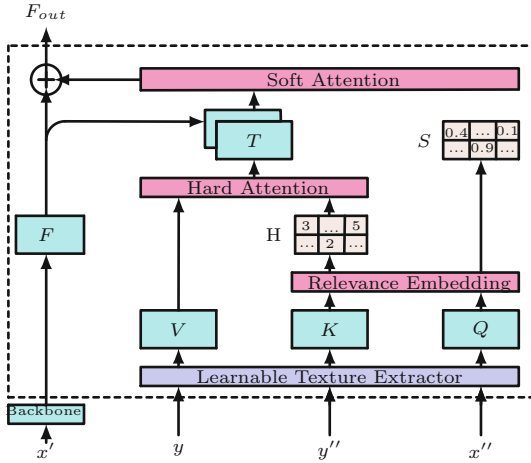 F_out
Soft Attention
T
S
0.4 ... 0.1
... 0.9 ...
Hard Attention
F
H
3 ... 5
... 2 ...
Relevance Embedding
V
K
Q
Learnable Texture Extractor
Backbone
x′
y
y′′
x′′